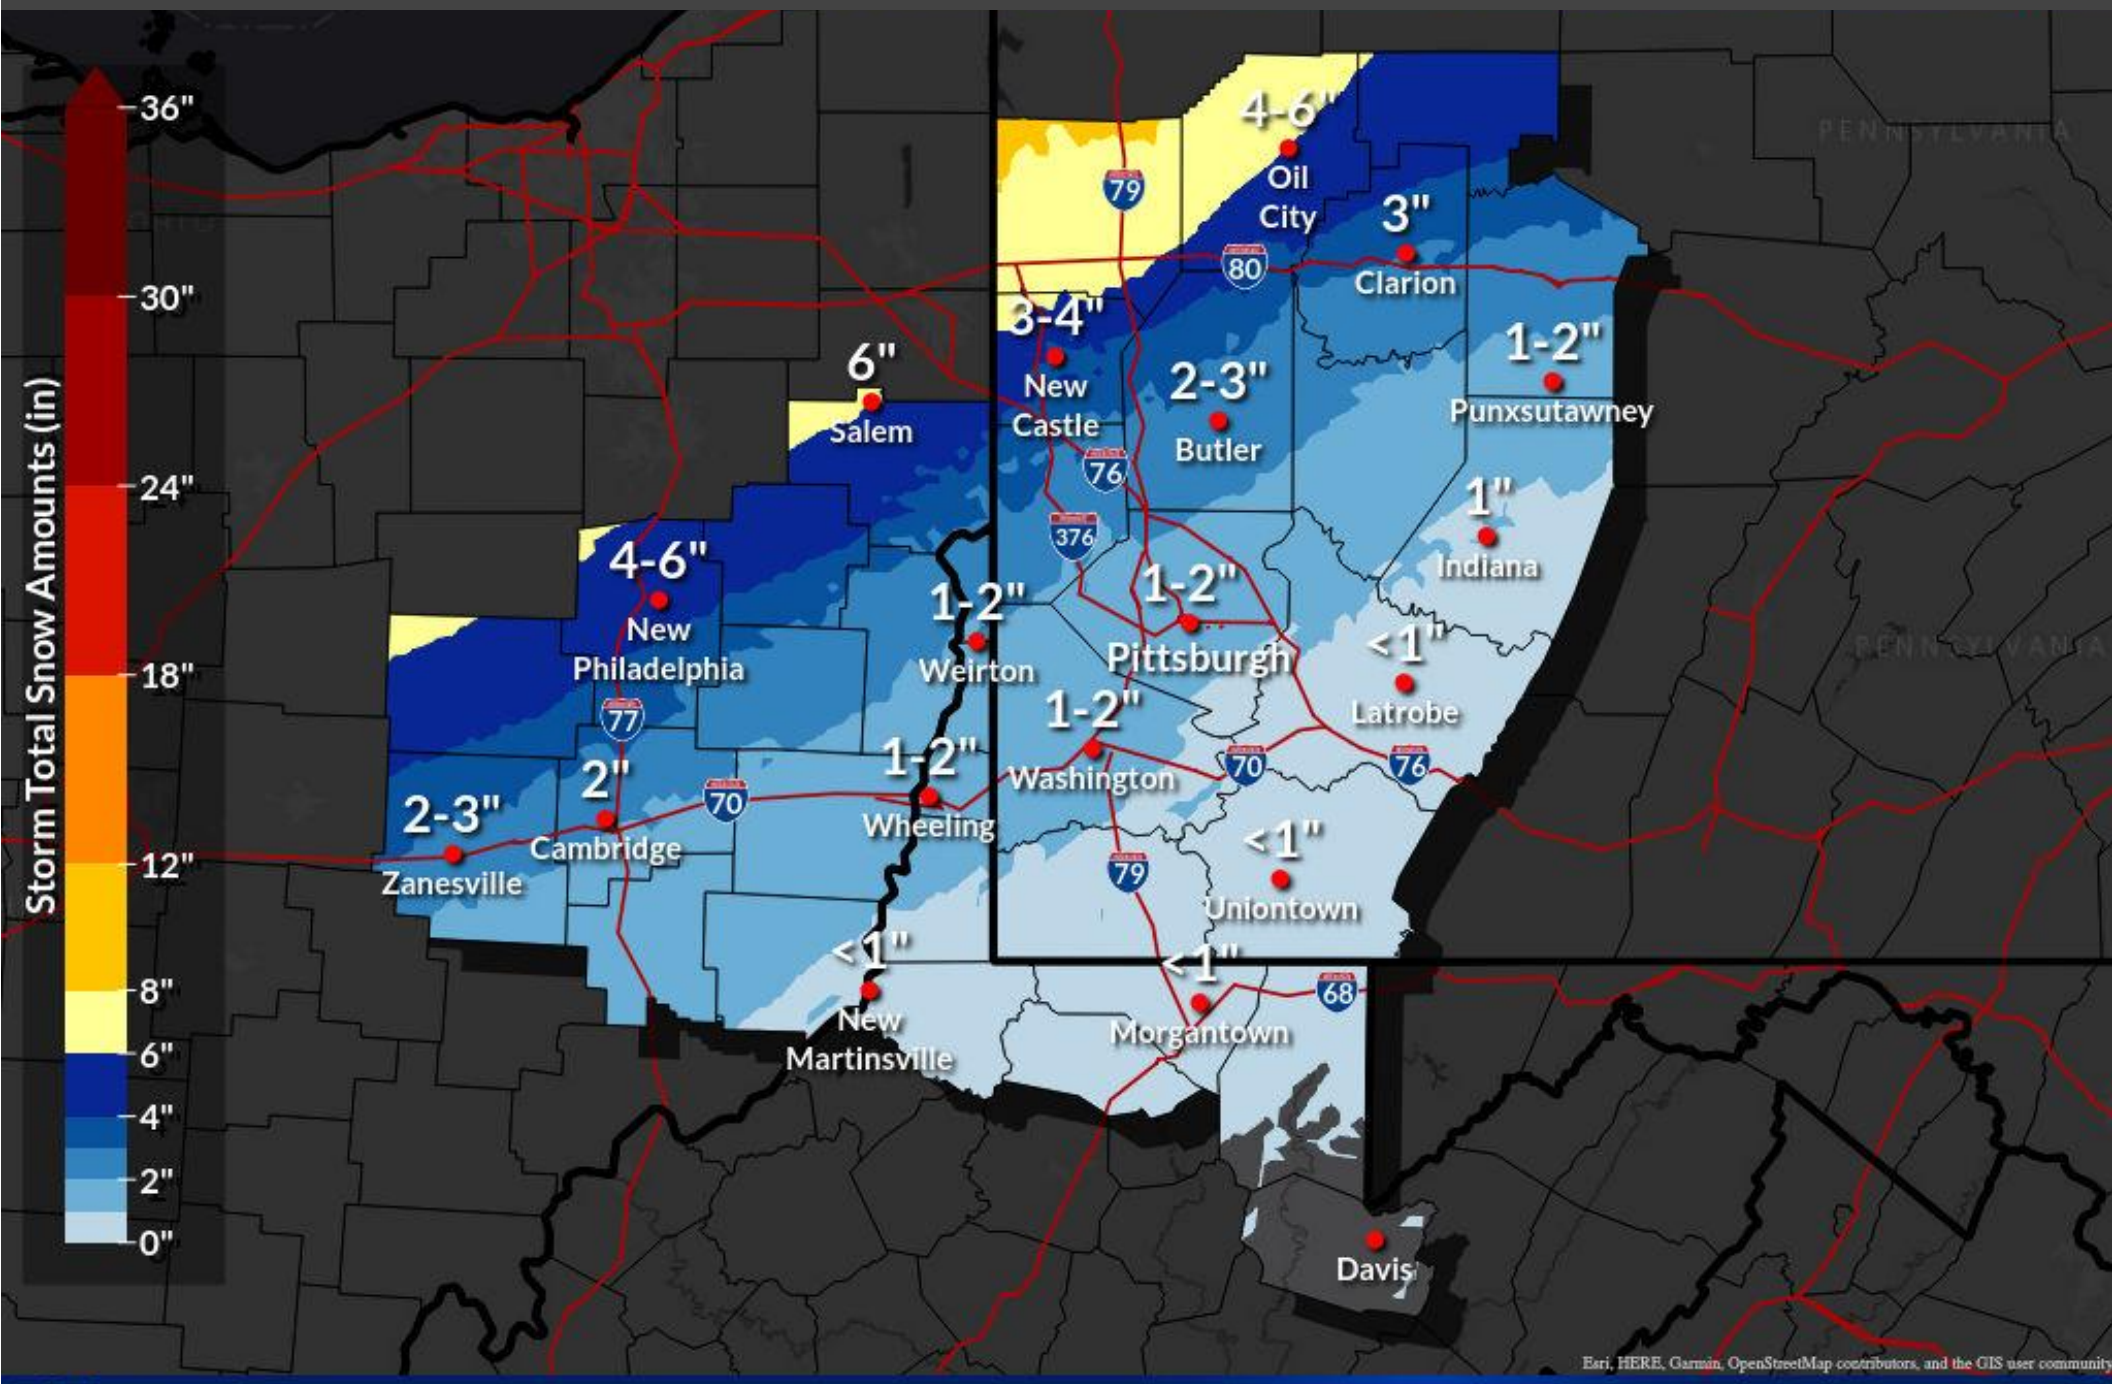 Storm Total Snow Amounts (in)
36"
30"
24"
18"
12"
8"
6"
4"
2"
0"
OHIO
PENNSYLVANIA
PENNSYLVANIA
4-6"
Oil
City
79
3"
Clarion
80
3-4"
New
Castle
6"
Salem
1-2"
Punxsutawney
2-3"
Butler
76
1"
Indiana
376
4-6"
New
Philadelphia
1-2"
Weirton
1-2"
Pittsburgh
<1"
Latrobe
77
1-2"
Washington
70
76
2-3"
Zanesville
2"
Cambridge
70
1-2"
Wheeling
79
<1"
Uniontown
<1"
New
Martinsville
<1"
Morgantown
68
Davis
Esri, HERE, Garmin, OpenStreetMap contributors, and the GIS user community